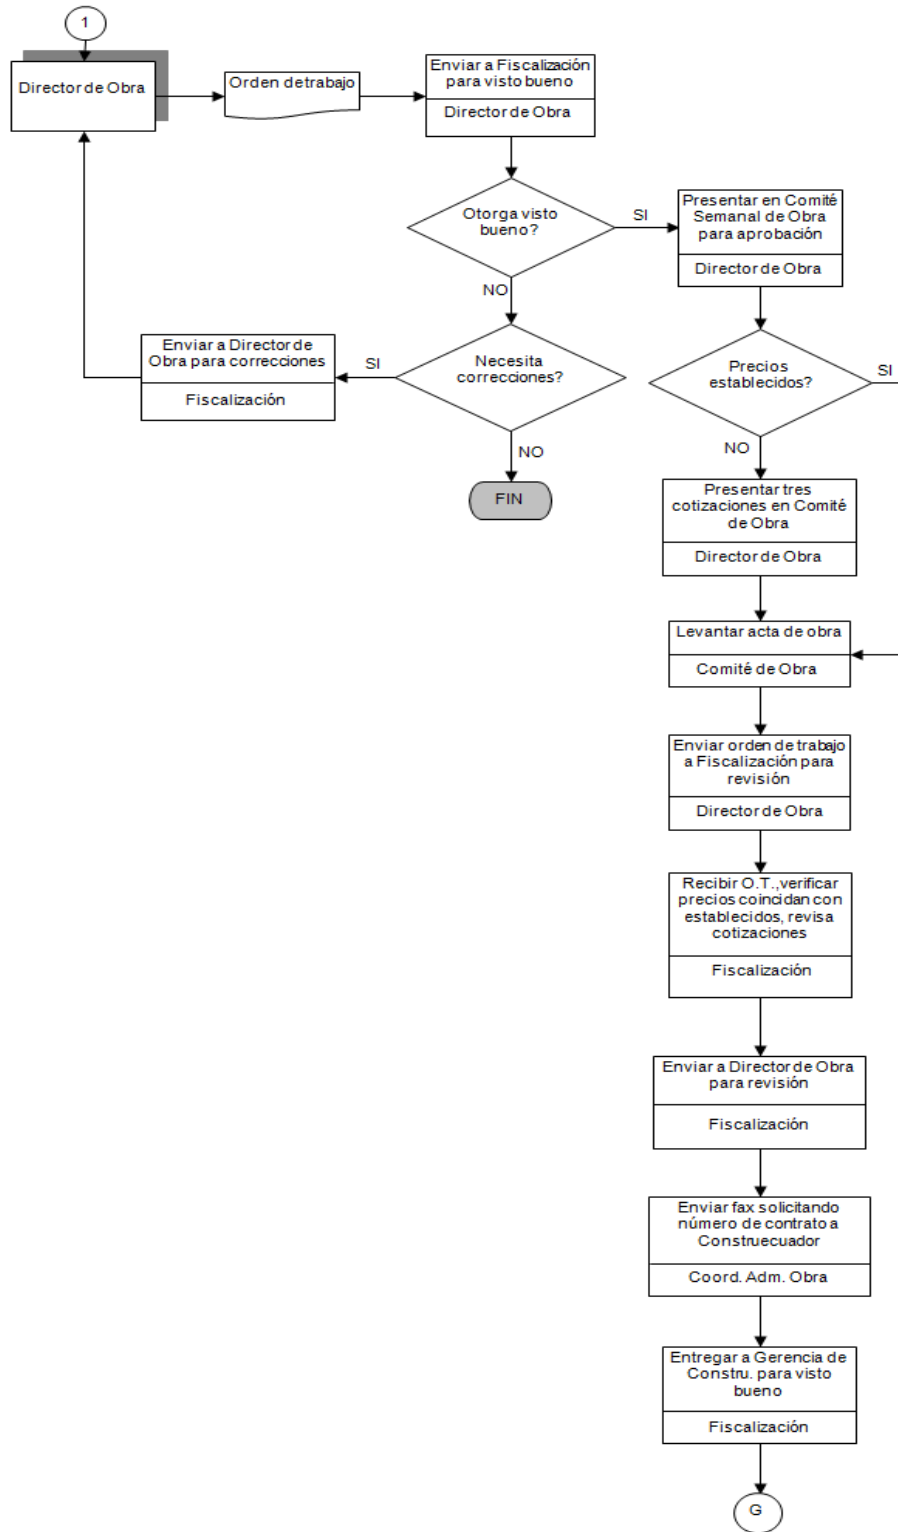 1
Director de Obra
Orden detrabajo
Enviar a Fiscalización
para visto bueno
Director de Obra
Otorga visto
bueno?
SI
Presentar en Comité
Semanal de Obra
para aprobación
Director de Obra
NO
Enviar a Director de
Obra para correcciones
Fiscalización
SI
Necesita
correcciones?
Precios
establecidos?
SI
NO
NO
FIN
Presentar tres
cotizaciones en Comité
de Obra
Director de Obra
Levantar acta de obra
Comité de Obra
Enviar orden de trabajo
a Fiscalización para
revisión
Director de Obra
Recibir O.T.,verificar
precios coincidan con
establecidos, revisa
cotizaciones
Fiscalización
Enviar a Director de Obra
para revisión
Fiscalización
Enviar fax solicitando
número de contrato a
Construecuador
Coord. Adm. Obra
Entregar a Gerencia de
Constru. para visto
bueno
Fiscalización
G